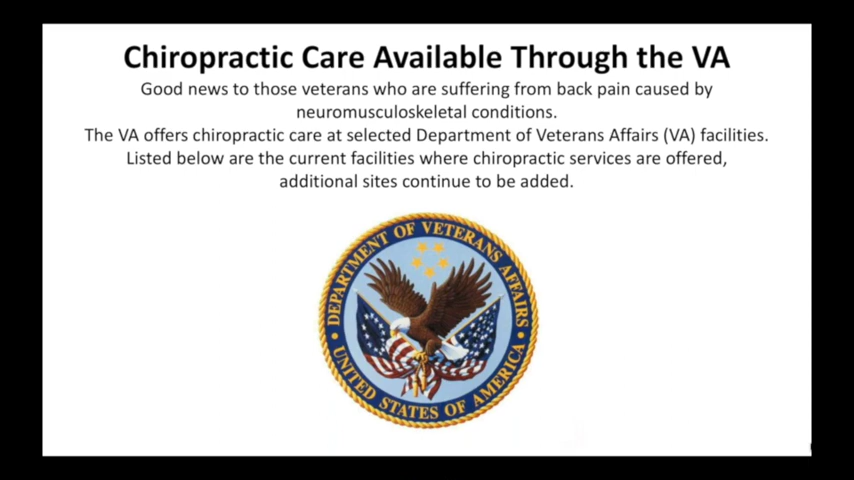 Chiropractic Care Available Through the VA
Good news to those veterans who are suffering from back pain caused by
neuromusculoskeletal conditions.
The VA offers chiropractic care at selected Department of Veterans Affairs (VA) facilities.
Listed below are the current facilities where chiropractic services are offered,
additional sites continue to be added.
DEPARTMENT OF VETERANS AFFAIRS
UNITED STATES OF AMERICA